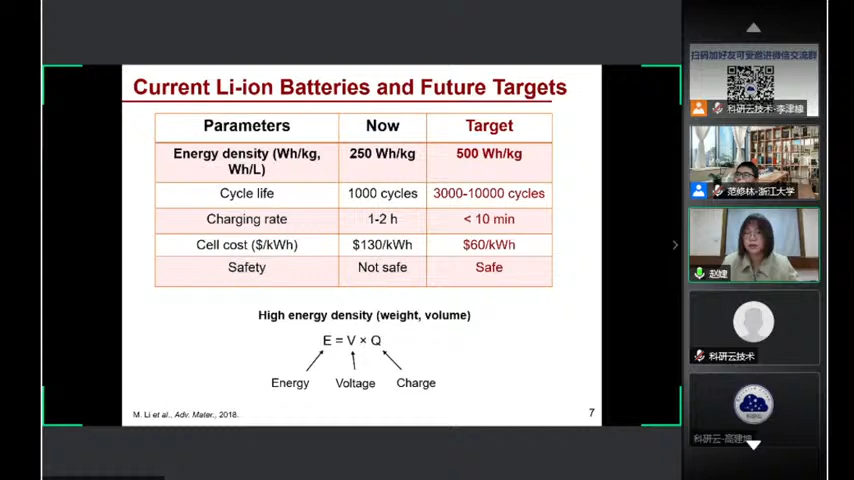 Current Li-ion Batteries and Future Targets
Parameters Now Target
Energy density (Wh/kg, Wh/L) 250 Wh/kg 500 Wh/kg
Cycle life 1000 cycles 3000-10000 cycles
Charging rate 1-2 h < 10 min
Cell cost ($/kWh) $130/kWh $60/kWh
Safety Not safe Safe
High energy density (weight, volume)
E = V × Q
Energy Voltage Charge
M. Li et al., Adv. Mater., 2018.
7
扫码加好友可受邀进微信交流群
科研云技术-李津
范修林-浙江大学
赵婕
科研云技术
科研云-高建